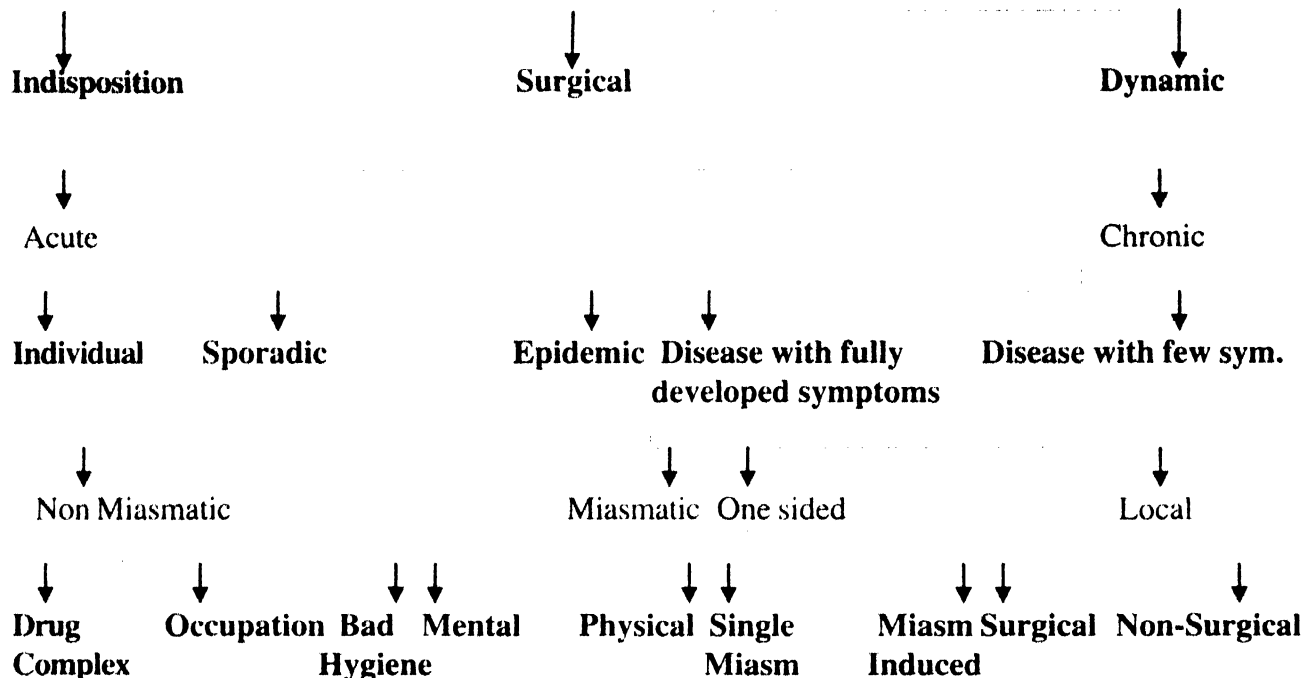 Indisposition Surgical Dynamic
Acute Chronic
Individual Sporadic Epidemic Disease with fully Disease with few sym.
developed symptoms
Non Miasmatic Miasmatic One sided Local
Drug Occupation Bad Mental Physical Single Miasm Surgical Non-Surgical
Complex Hygiene Miasm Induced